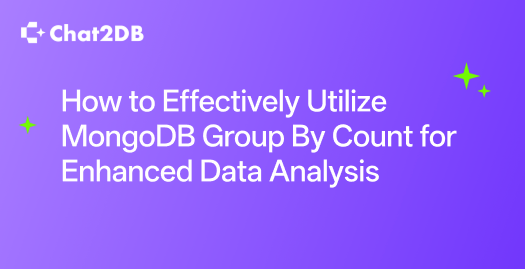 Chat2DB
How to Effectively Utilize
MongoDB Group By Count for
Enhanced Data Analysis